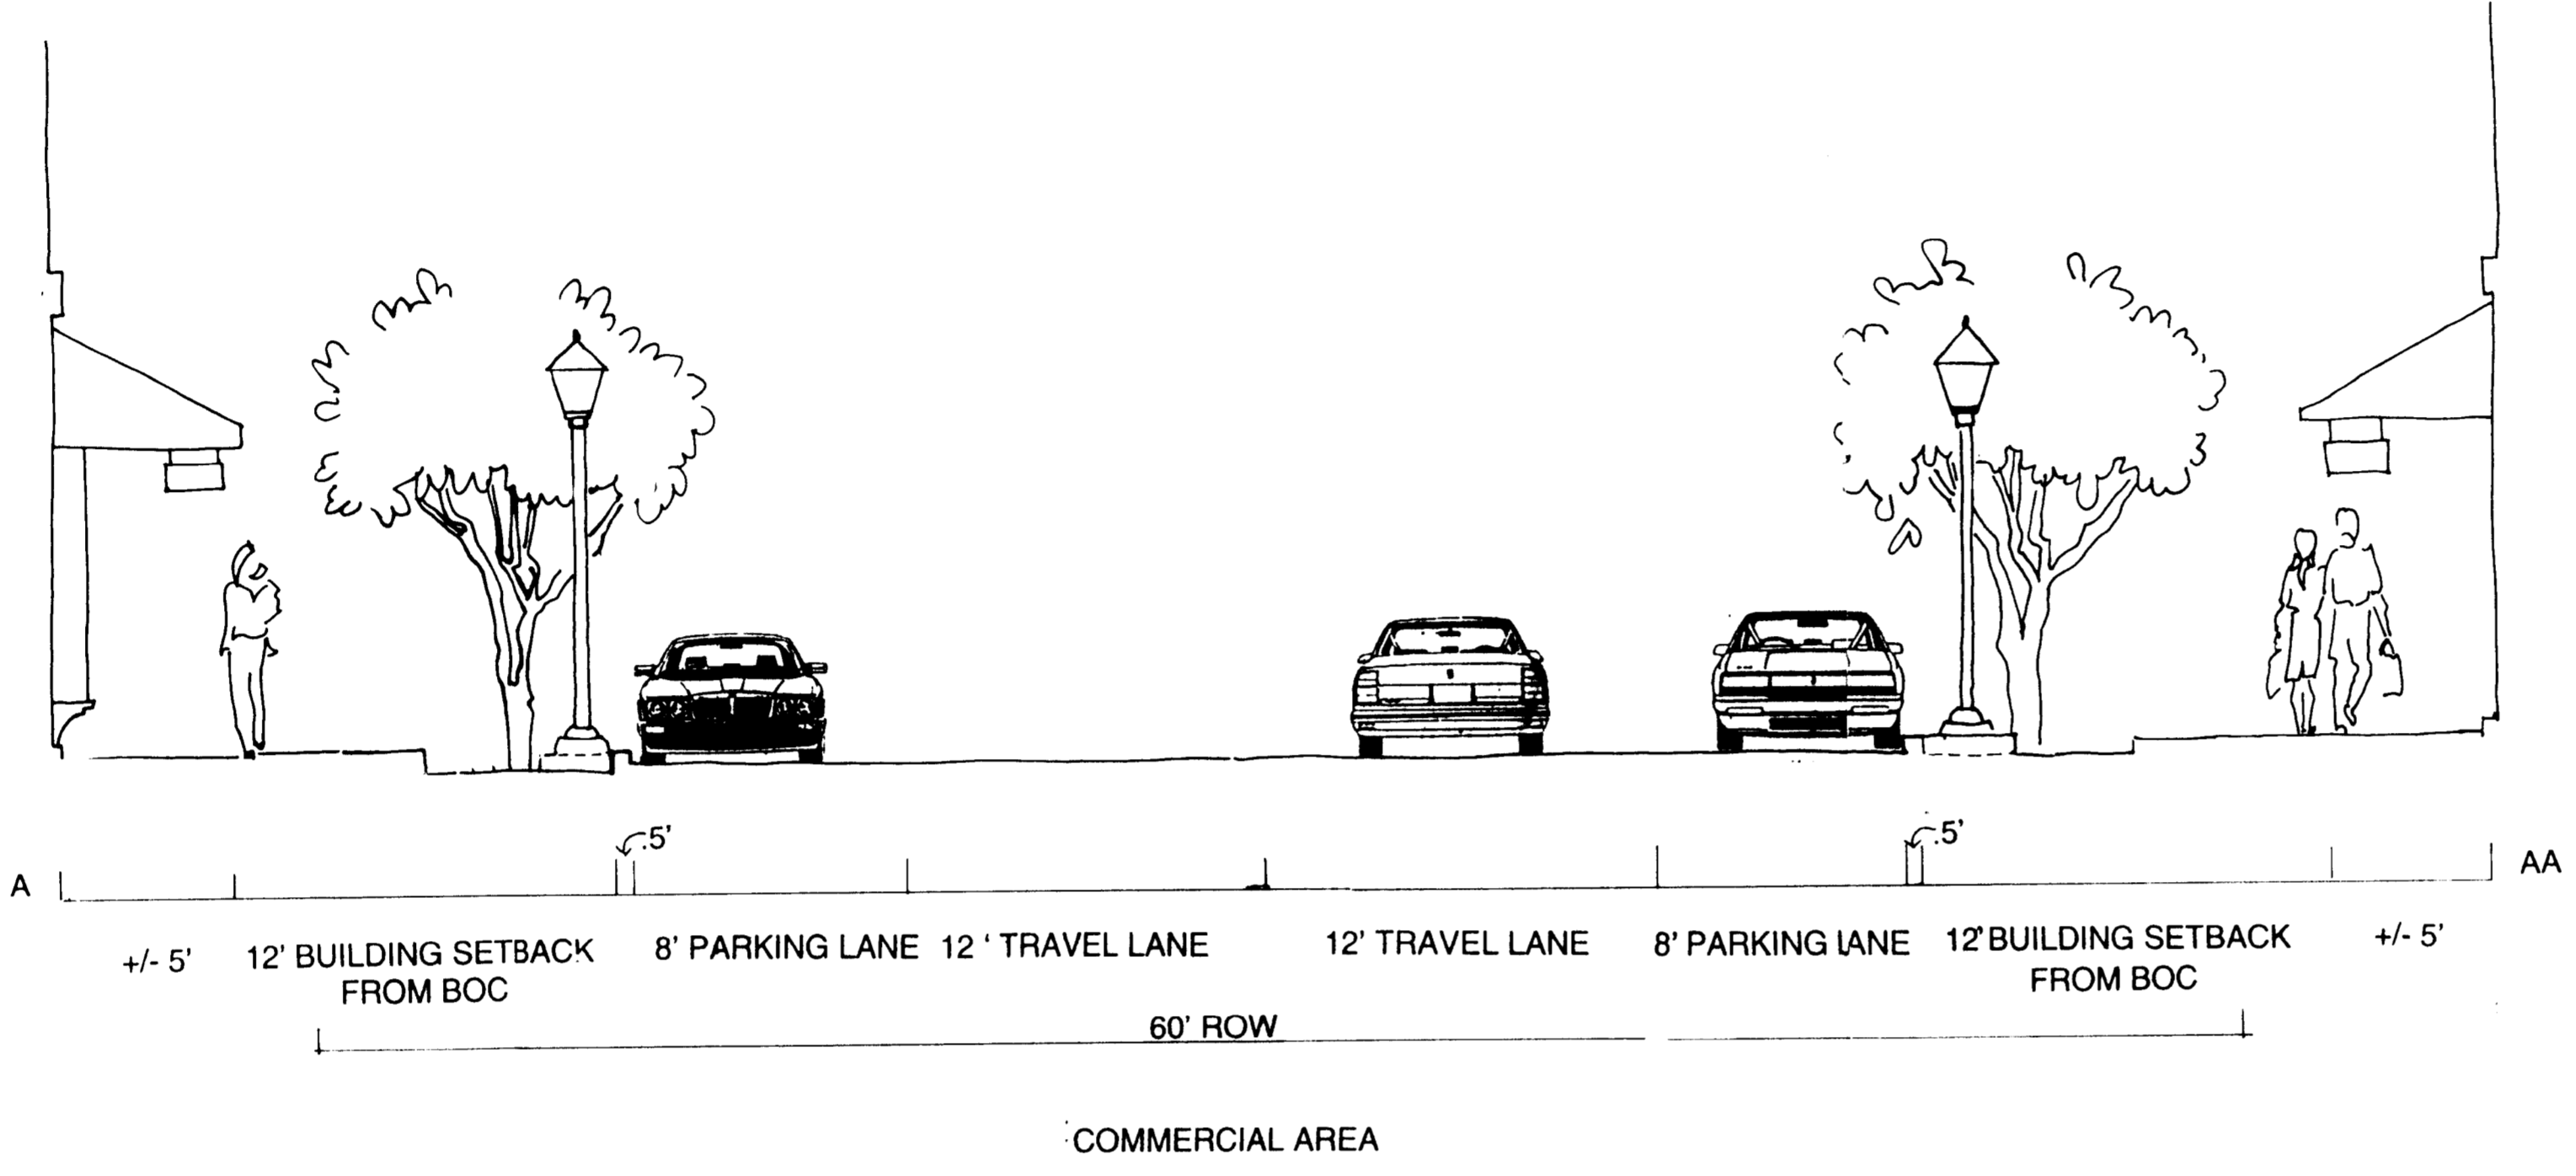 .5'
.5'
A
AA
+/- 5'
12' BUILDING SETBACK
FROM BOC
8' PARKING LANE
12 ' TRAVEL LANE
12' TRAVEL LANE
8' PARKING LANE
12' BUILDING SETBACK
FROM BOC
+/- 5'
60' ROW
COMMERCIAL AREA